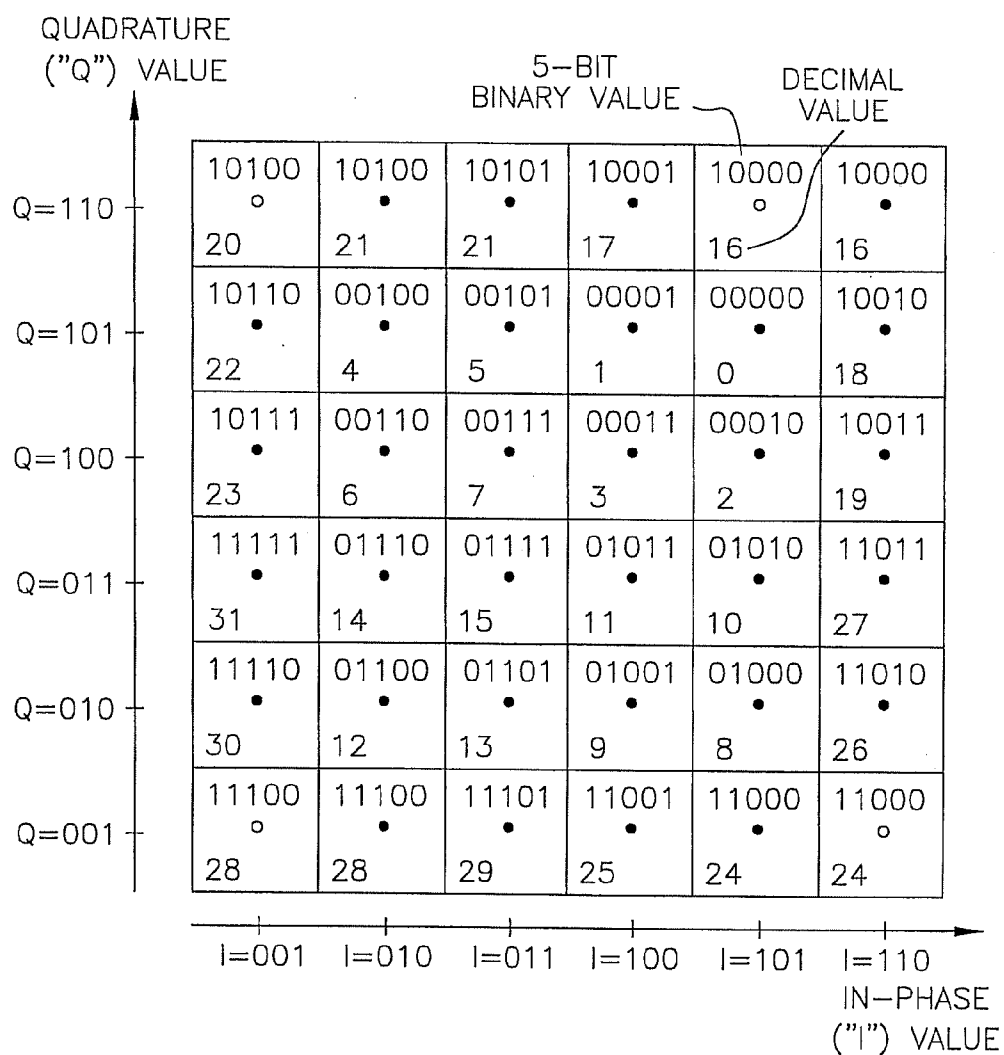 QUADRATURE
("Q") VALUE
5-BIT
BINARY VALUE
DECIMAL
VALUE
Q=110
10100 10100 10101 10001 10000 10000
20 21 21 17 16 16
Q=101
10110 00100 00101 00001 00000 10010
22 4 5 1 0 18
Q=100
10111 00110 00111 00011 00010 10011
23 6 7 3 2 19
Q=011
11111 01110 01111 01011 01010 11011
31 14 15 11 10 27
Q=010
11110 01100 01101 01001 01000 11010
30 12 13 9 8 26
Q=001
11100 11100 11101 11001 11000 11000
28 28 29 25 24 24
I=001 I=010 I=011 I=100 I=101 I=110
IN-PHASE
("I") VALUE